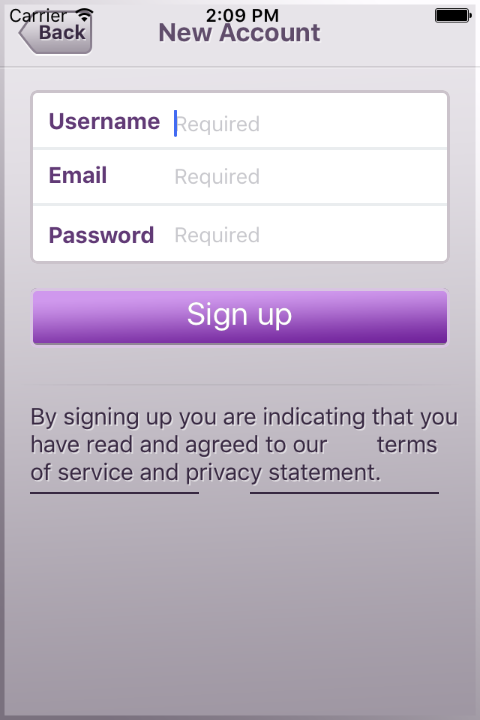 Carrier 2:09 PM
Back New Account
Username Required
Email Required
Password Required
Sign up
By signing up you are indicating that you
have read and agreed to our terms
of service and privacy statement.